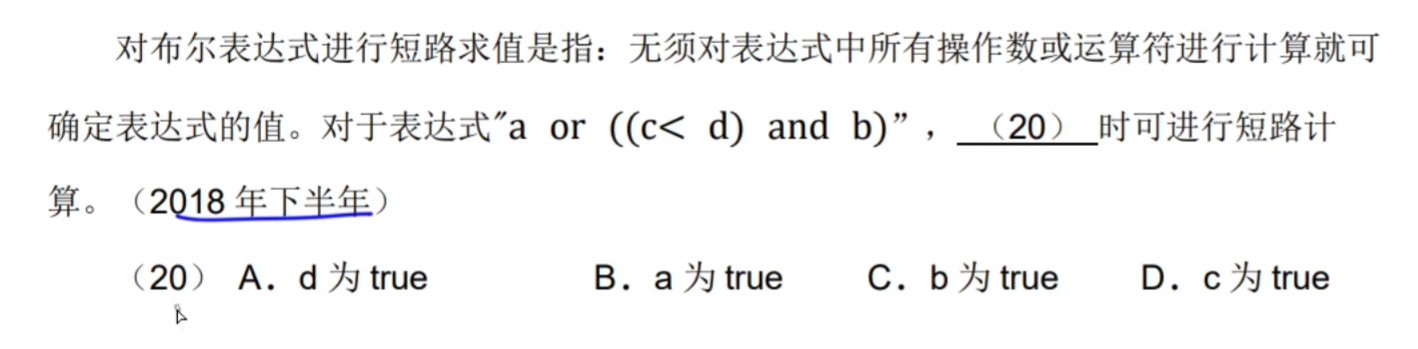 对布尔表达式进行短路求值是指：无须对表达式中所有操作数或运算符进行计算就可
确定表达式的值。对于表达式″a or ((c< d) and b)”，（20）时可进行短路计
算。（2018 年下半年）
（20） A．d 为 true B．a 为 true C．b 为 true D．c 为 true